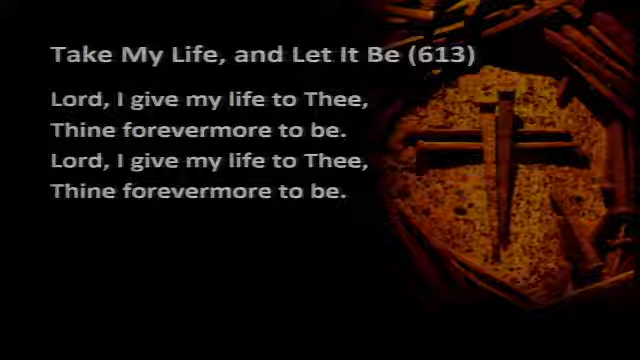 Take My Life, and Let It Be (613)
Lord, I give my life to Thee,
Thine forevermore to be.
Lord, I give my life to Thee,
Thine forevermore to be.